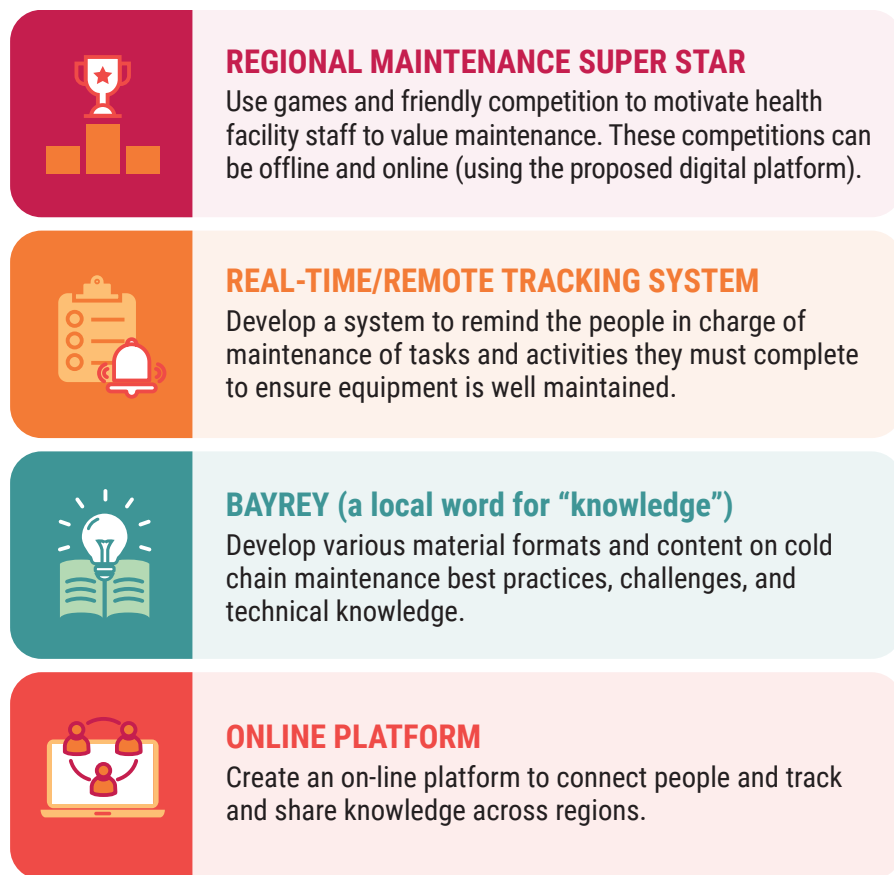 REGIONAL MAINTENANCE SUPER STAR
Use games and friendly competition to motivate health
facility staff to value maintenance. These competitions can
be offline and online (using the proposed digital platform).
REAL-TIME/REMOTE TRACKING SYSTEM
Develop a system to remind the people in charge of
maintenance of tasks and activities they must complete
to ensure equipment is well maintained.
BAYREY (a local word for “knowledge”)
Develop various material formats and content on cold
chain maintenance best practices, challenges, and
technical knowledge.
ONLINE PLATFORM
Create an on-line platform to connect people and track
and share knowledge across regions.